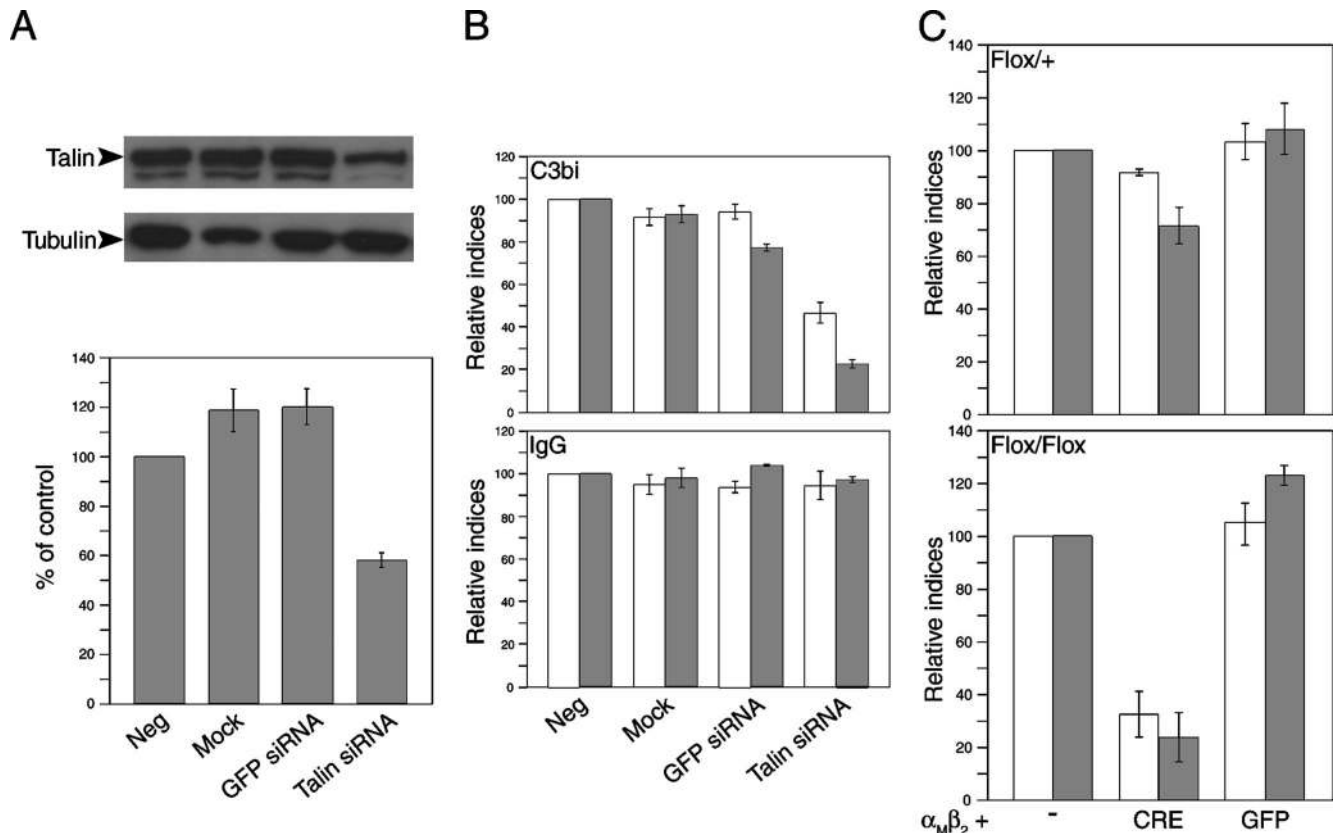 A
Talin
Tubulin
% of control
140
120
100
80
60
40
20
0
Neg
Mock
GFP siRNA
Talin siRNA
B
C3bi
Relative indices
120
100
80
60
40
20
0
IgG
Relative indices
120
100
80
60
40
20
0
Neg
Mock
GFP siRNA
Talin siRNA
C
Flox/+
Relative indices
140
120
100
80
60
40
20
0
Flox/Flox
Relative indices
140
120
100
80
60
40
20
0
αMβ2 + - CRE GFP